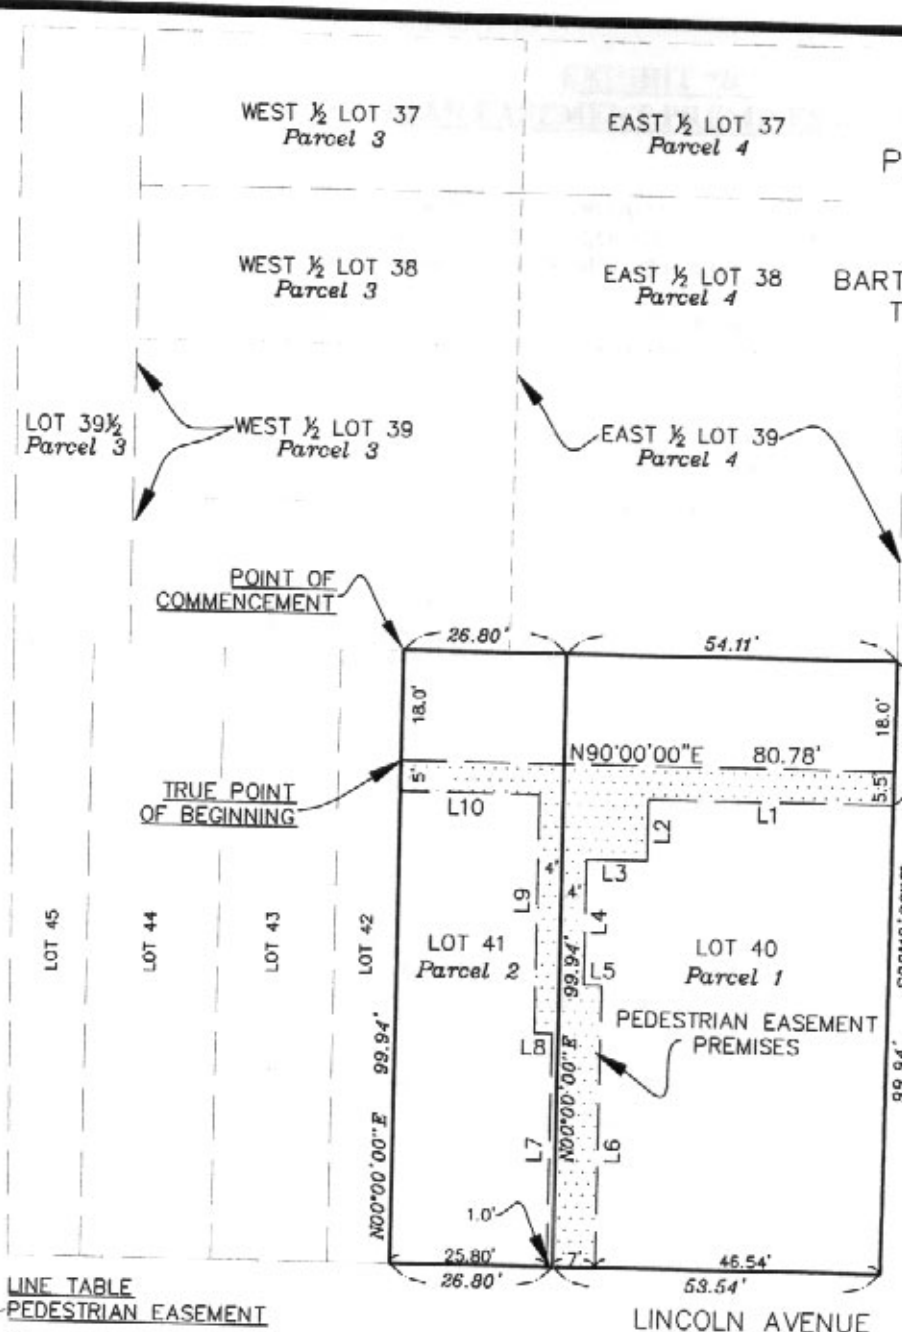 WEST ½ LOT 37
Parcel 3
EAST ½ LOT 37
Parcel 4
P
WEST ½ LOT 38
Parcel 3
EAST ½ LOT 38
Parcel 4
BART
T
LOT 39½
Parcel 3
WEST ½ LOT 39
Parcel 3
EAST ½ LOT 39
Parcel 4
POINT OF
COMMENCEMENT
26.80'
54.11'
18.0'
18.0'
N90°00'00"E 80.78'
TRUE POINT
OF BEGINNING
5'
5.5'
L10
L2
L1
L3
4'
4'
L9
L4
LOT 45
LOT 44
LOT 43
LOT 42
LOT 41
Parcel 2
99.94'
LOT 40
Parcel 1
L5
PEDESTRIAN EASEMENT
PREMISES
L8
99.94'
N00°00'00"E
99.94'
N00°00'00"E
L7
L6
1.0'
25.80'
7'
46.54'
26.80'
53.54'
LINE TABLE
PEDESTRIAN EASEMENT
LINCOLN AVENUE